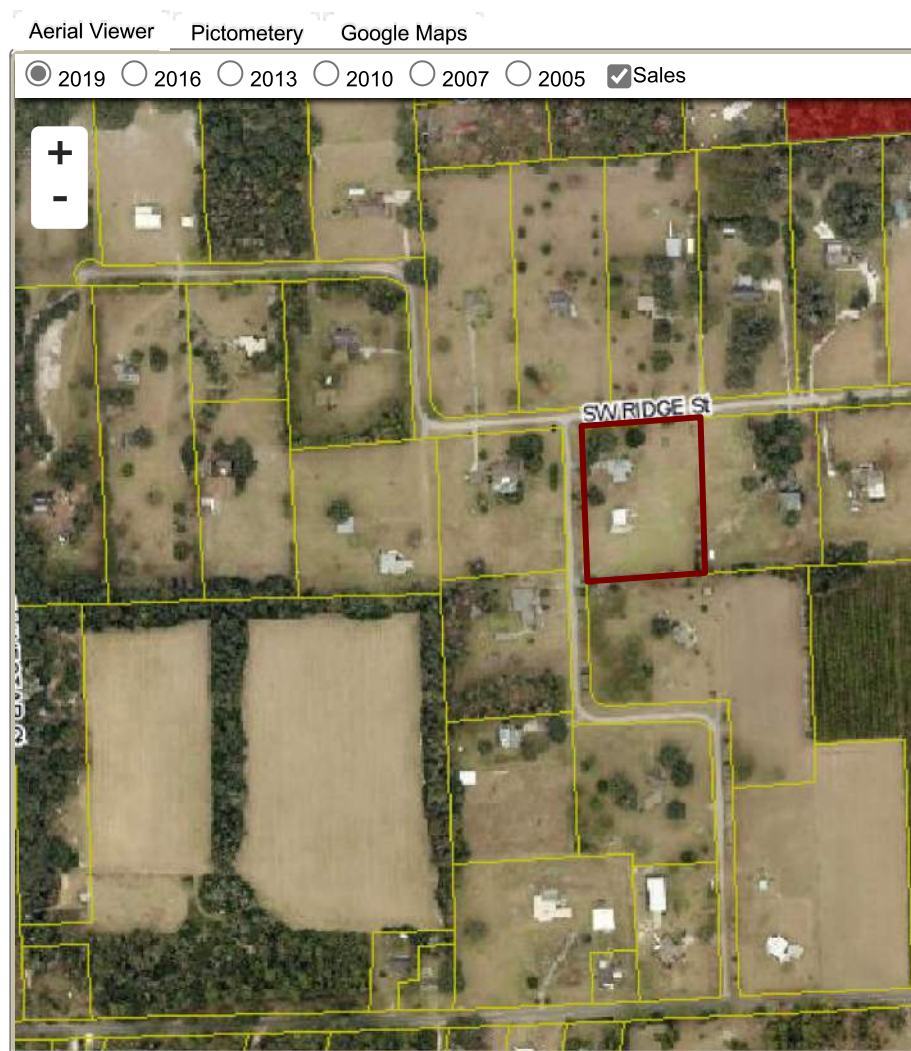 Aerial Viewer Pictometery Google Maps
2019 2016 2013 2010 2007 2005 Sales
+
-
SW RIDGE St